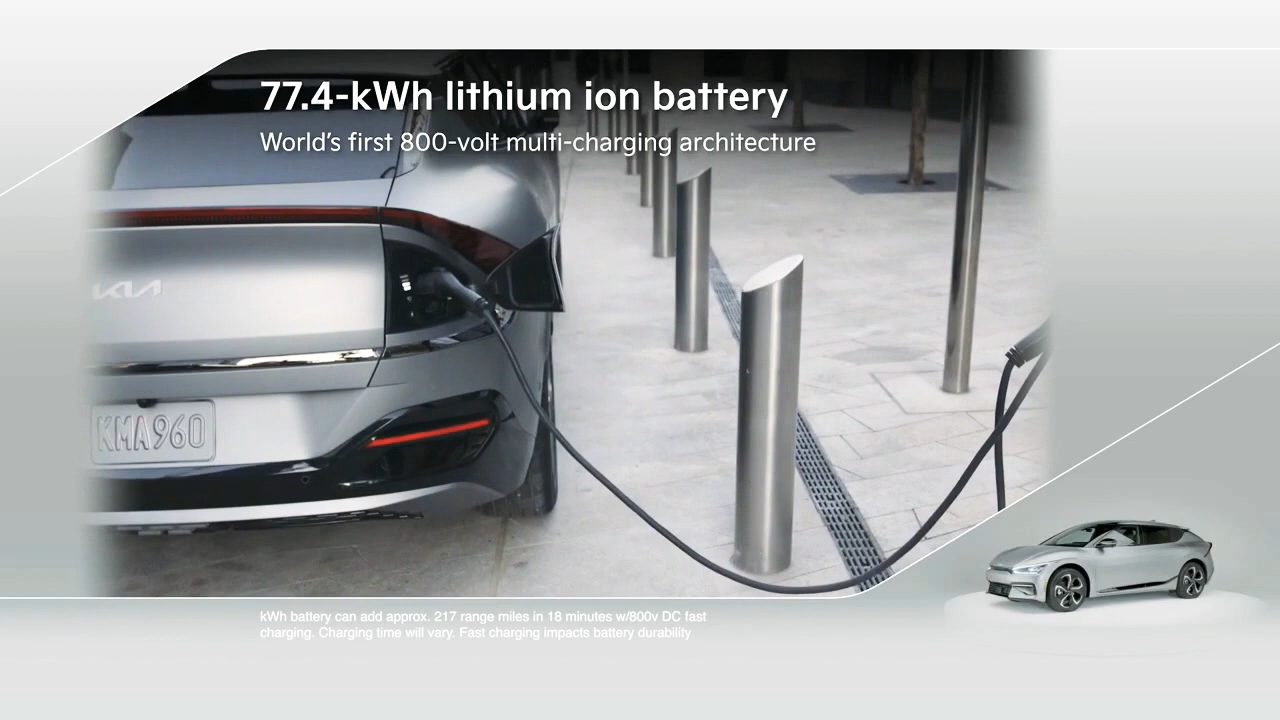 77.4-kWh lithium ion battery
World's first 800-volt multi-charging architecture
KIA
KMA960
kWh battery can add approx. 217 range miles in 18 minutes w/800v DC fast
charging. Charging time will vary. Fast charging impacts battery durability